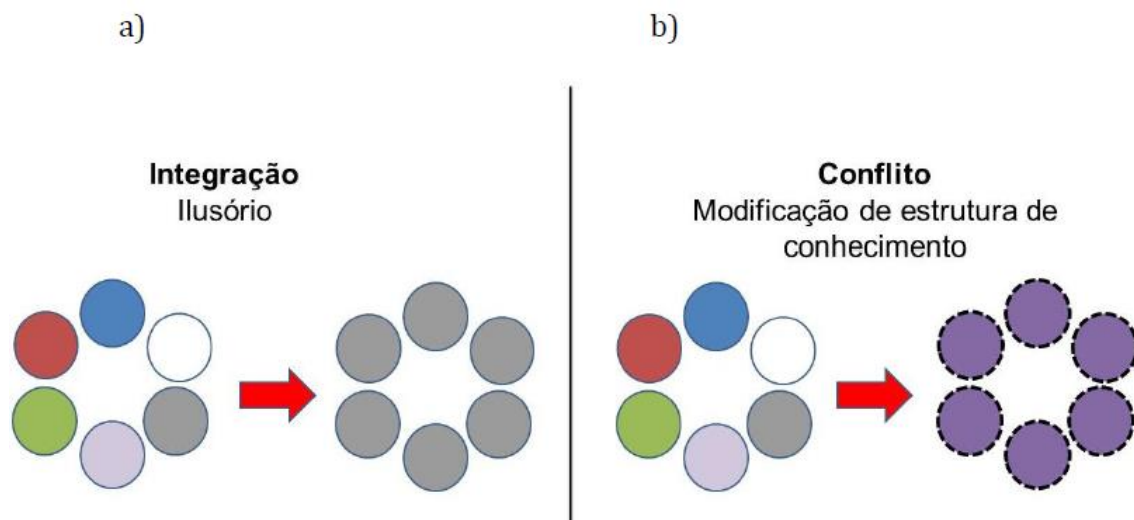 a)
b)
Integração
Ilusório
Conflito
Modificação de estrutura de
conhecimento